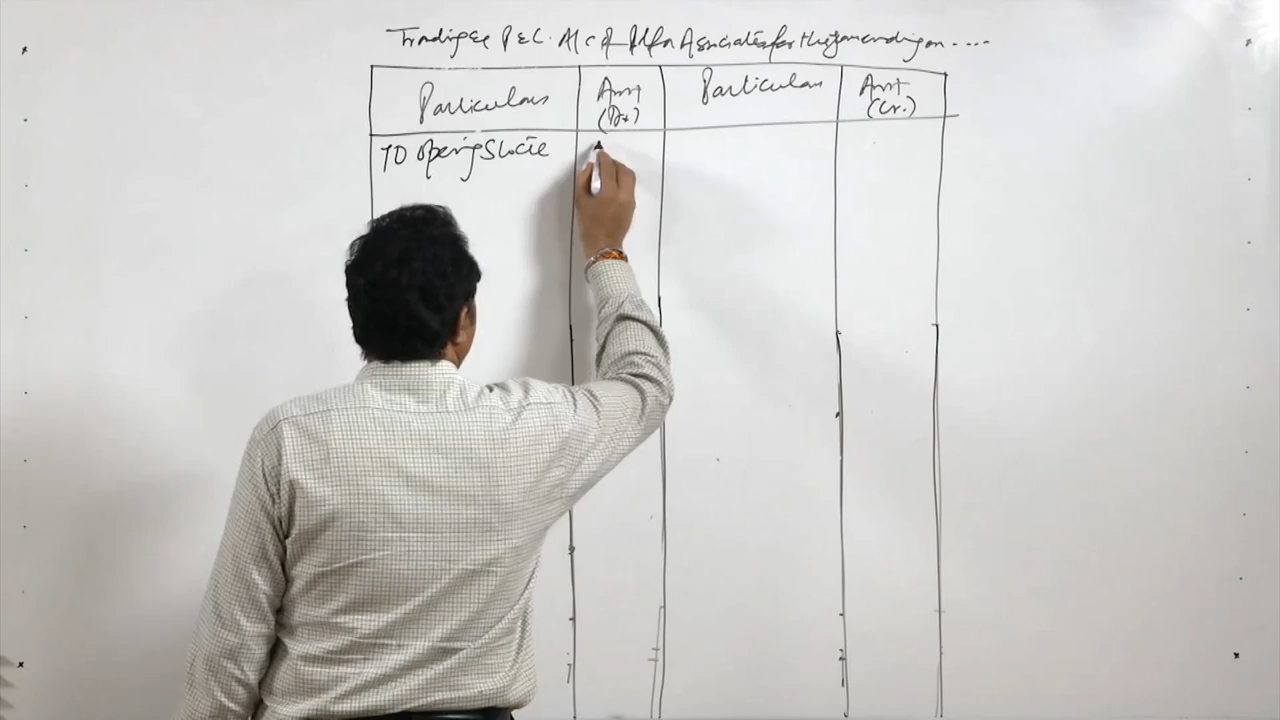 Trading & P&L. A/c of Alfa Associates for the year ending on ....
Particulars Amt (Dr.) Particulars Amt (Cr.)
TO Opening Stock